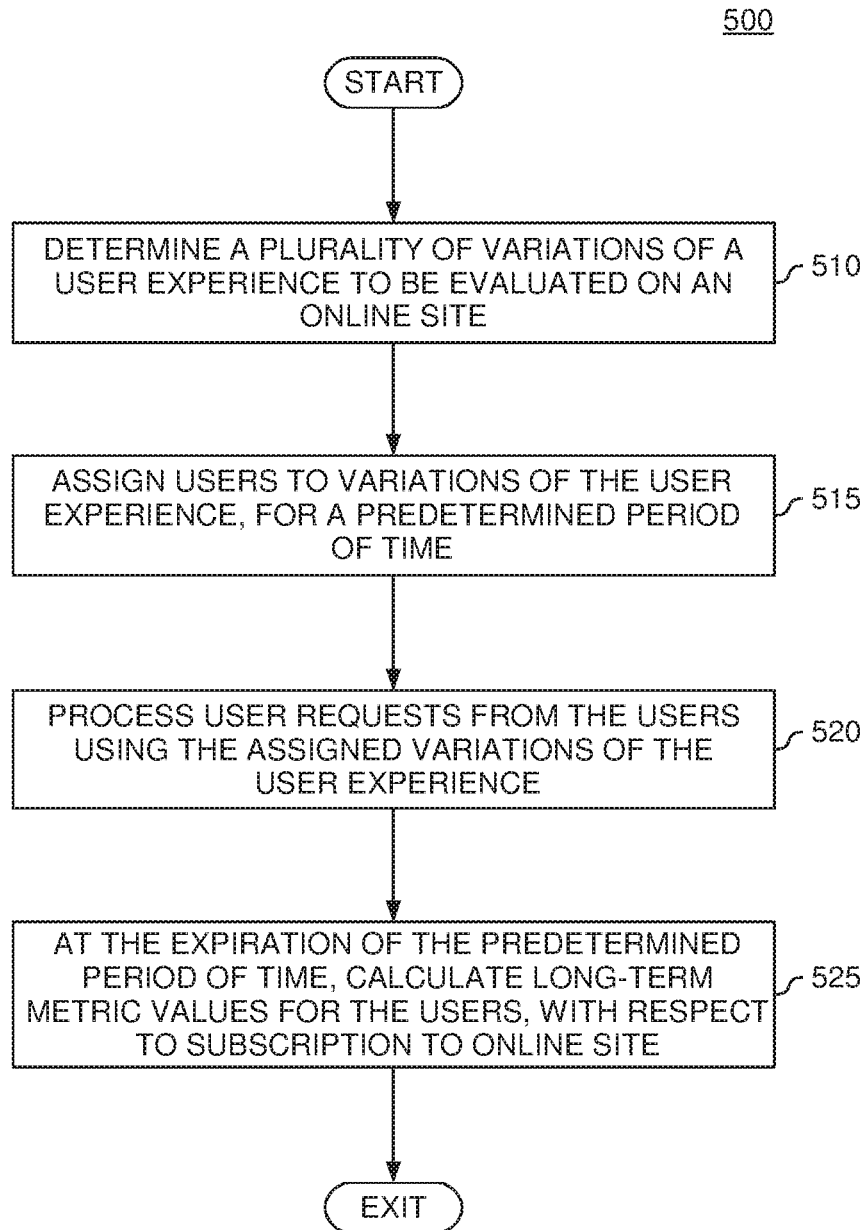 500
START
DETERMINE A PLURALITY OF VARIATIONS OF A
USER EXPERIENCE TO BE EVALUATED ON AN
ONLINE SITE
510
ASSIGN USERS TO VARIATIONS OF THE USER
EXPERIENCE, FOR A PREDETERMINED PERIOD
OF TIME
515
PROCESS USER REQUESTS FROM THE USERS
USING THE ASSIGNED VARIATIONS OF THE
USER EXPERIENCE
520
AT THE EXPIRATION OF THE PREDETERMINED
PERIOD OF TIME, CALCULATE LONG-TERM
METRIC VALUES FOR THE USERS, WITH RESPECT
TO SUBSCRIPTION TO ONLINE SITE
525
EXIT